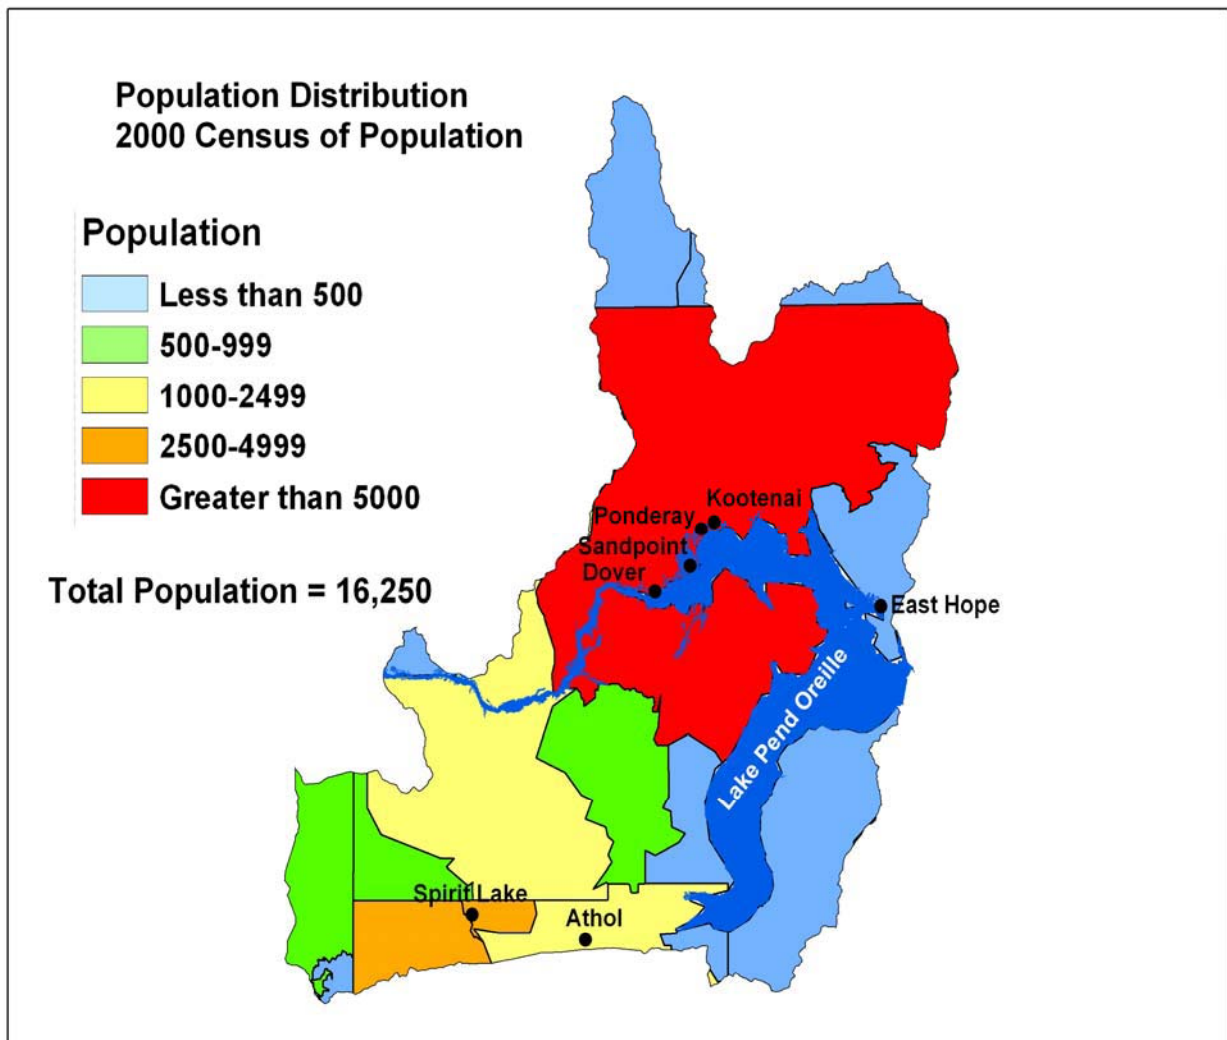 Population Distribution
2000 Census of Population
Population
Less than 500
500-999
1000-2499
2500-4999
Greater than 5000
Total Population = 16,250
Kootenai
Ponderay
Sandpoint
Dover
East Hope
Lake Pend Oreille
Spirit Lake
Athol